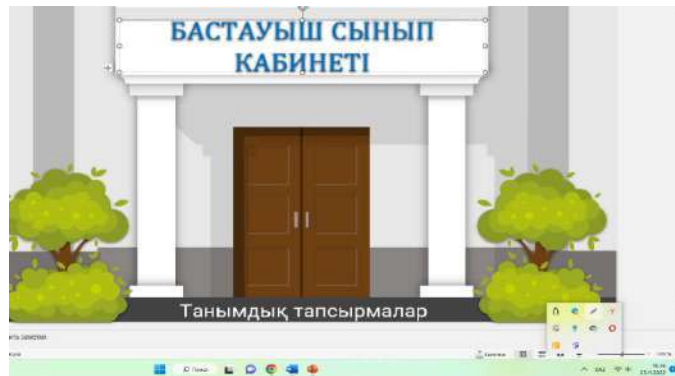 БАСТАУЫШ СЫНЫП
КАБИНЕТІ
Танымдық тапсырмалар